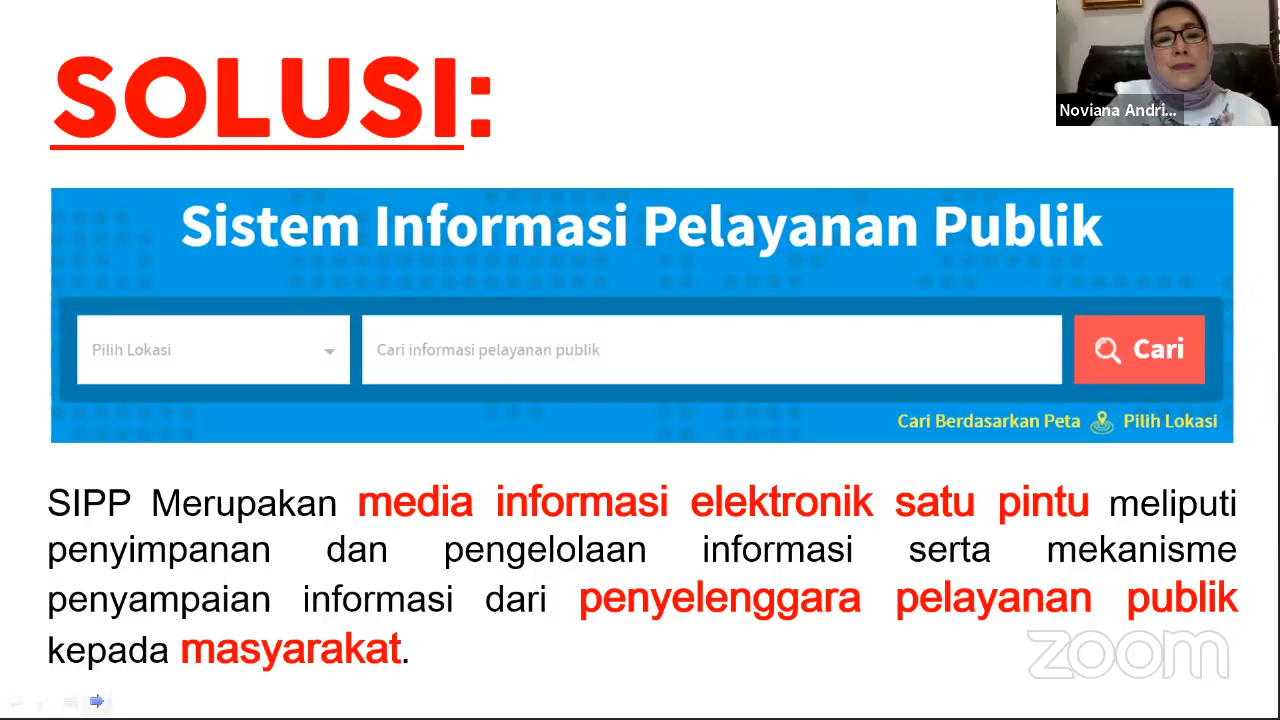 SOLUSI:
Noviana Andri...
Sistem Informasi Pelayanan Publik
Pilih Lokasi
Cari informasi pelayanan publik
Cari
Cari Berdasarkan Peta Pilih Lokasi
SIPP Merupakan media informasi elektronik satu pintu meliputi
penyimpanan dan pengelolaan informasi serta mekanisme
penyampaian informasi dari penyelenggara pelayanan publik
kepada masyarakat.
zoom